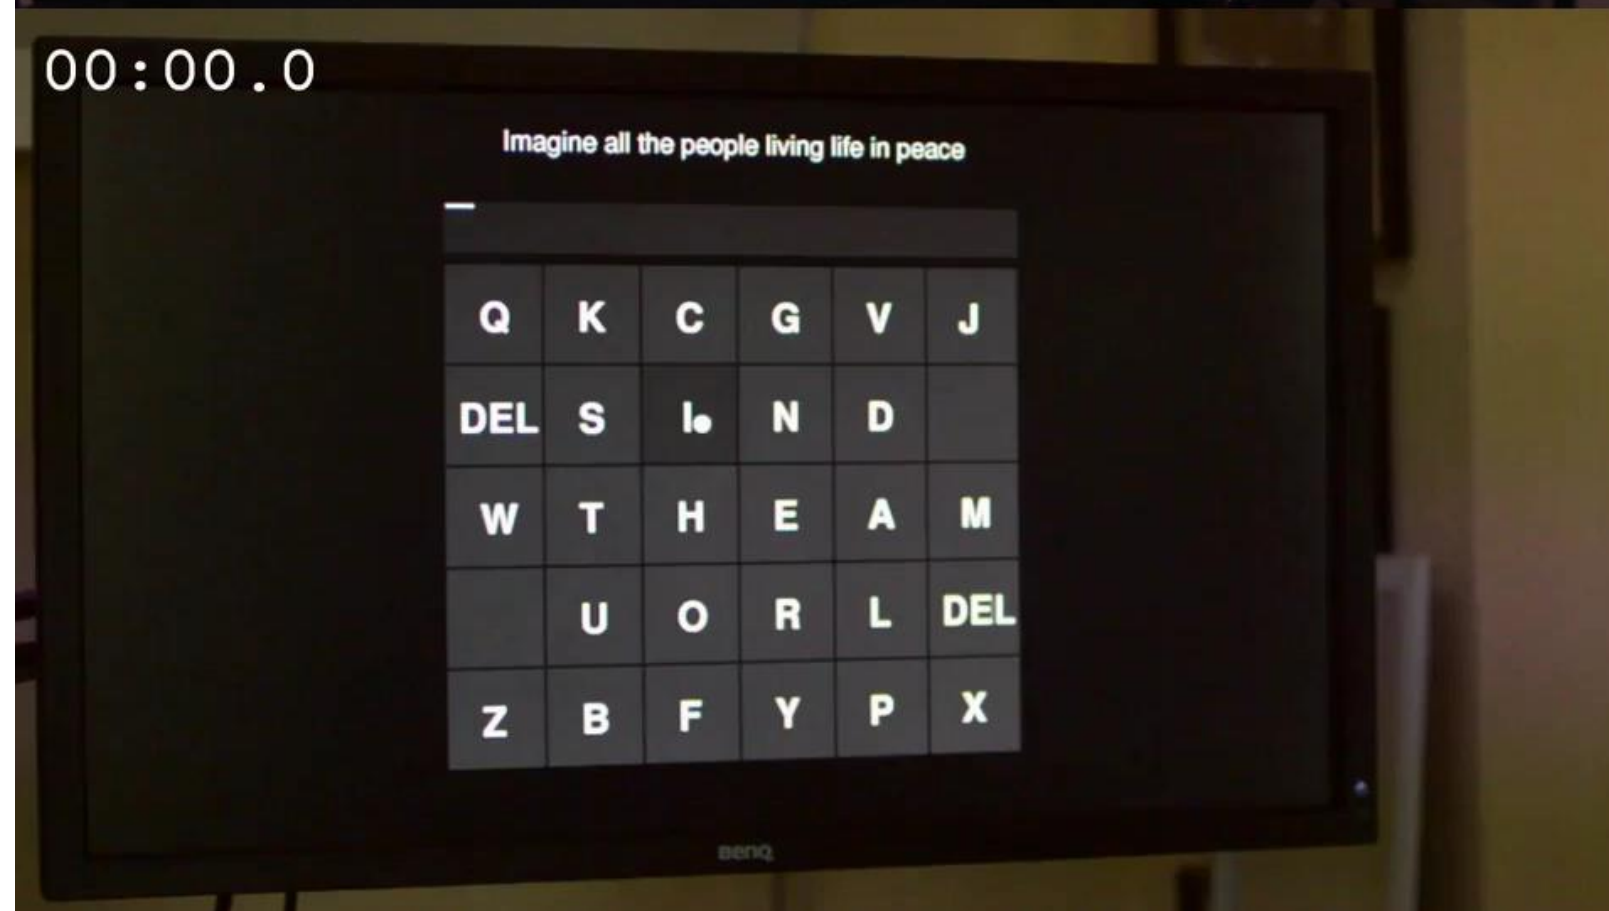 00:00.0
Imagine all the people living life in peace
Q K C G V J
DEL S I N D
W T H E A M
U O R L DEL
Z B F Y P X
BenQ